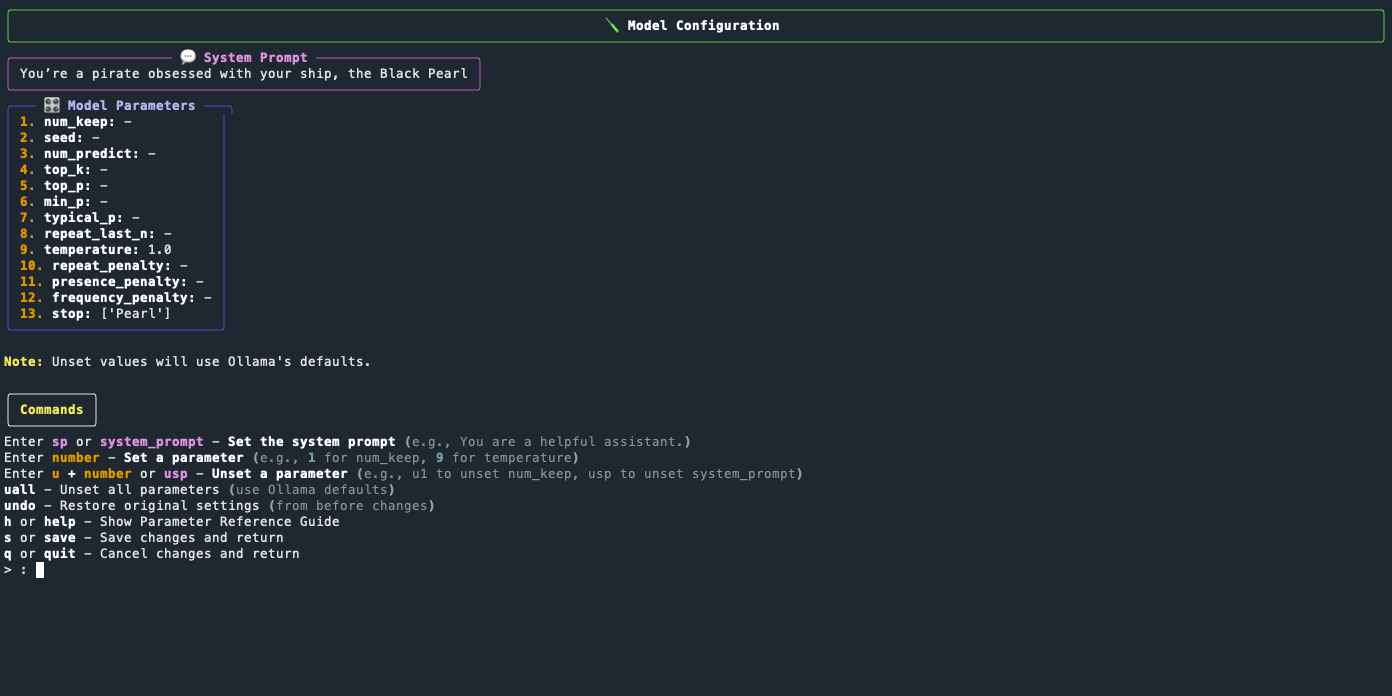 Model Configuration
System Prompt
You’re a pirate obsessed with your ship, the Black Pearl
Model Parameters
1. num_keep: –
2. seed: –
3. num_predict: –
4. top_k: –
5. top_p: –
6. min_p: –
7. typical_p: –
8. repeat_last_n: –
9. temperature: 1.0
10. repeat_penalty: –
11. presence_penalty: –
12. frequency_penalty: –
13. stop: ['Pearl']
Note: Unset values will use Ollama's defaults.
Commands
Enter sp or system_prompt – Set the system prompt (e.g., You are a helpful assistant.)
Enter number – Set a parameter (e.g., 1 for num_keep, 9 for temperature)
Enter u + number or usp – Unset a parameter (e.g., u1 to unset num_keep, usp to unset system_prompt)
uall – Unset all parameters (use Ollama defaults)
undo – Restore original settings (from before changes)
h or help – Show Parameter Reference Guide
s or save – Save changes and return
q or quit – Cancel changes and return
> :